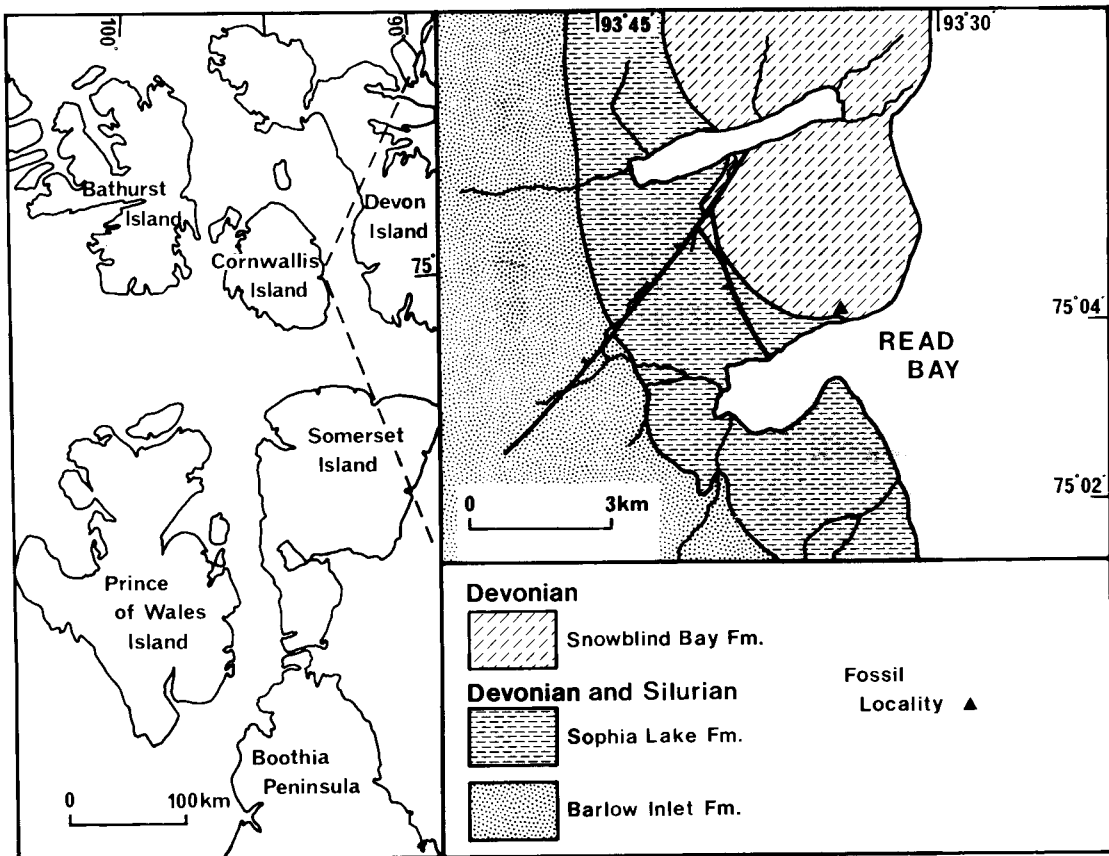 100°
90°
Bathurst
Island
Devon
Island
Cornwallis
Island
75°
Somerset
Island
Prince
of Wales
Island
Boothia
Peninsula
0 100km
93°45′
93°30′
75°04′
READ
BAY
75°02′
0 3km
Devonian
Snowblind Bay Fm.
Devonian and Silurian
Sophia Lake Fm.
Barlow Inlet Fm.
Fossil
Locality